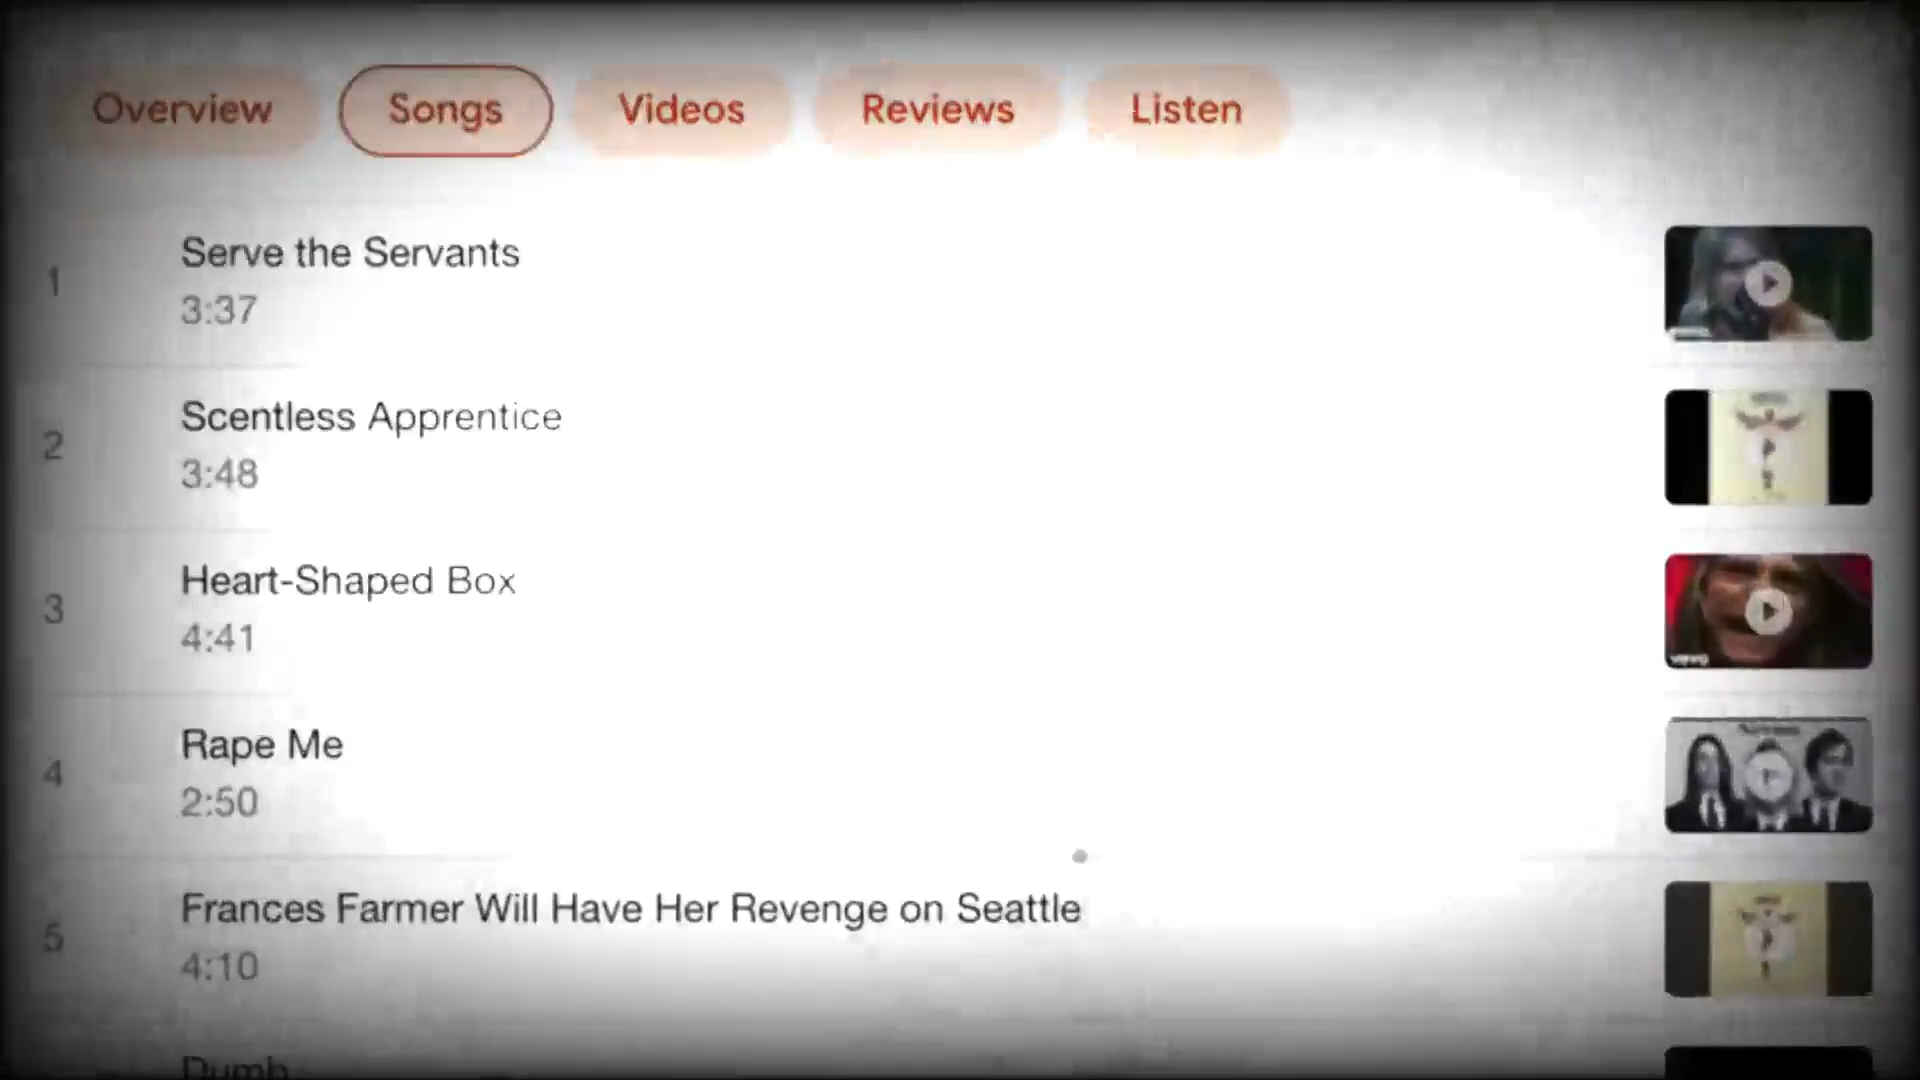 Overview Songs Videos Reviews Listen
1
Serve the Servants
3:37
2
Scentless Apprentice
3:48
3
Heart-Shaped Box
4:41
vevo
4
Rape Me
2:50
5
Frances Farmer Will Have Her Revenge on Seattle
4:10
Dumb